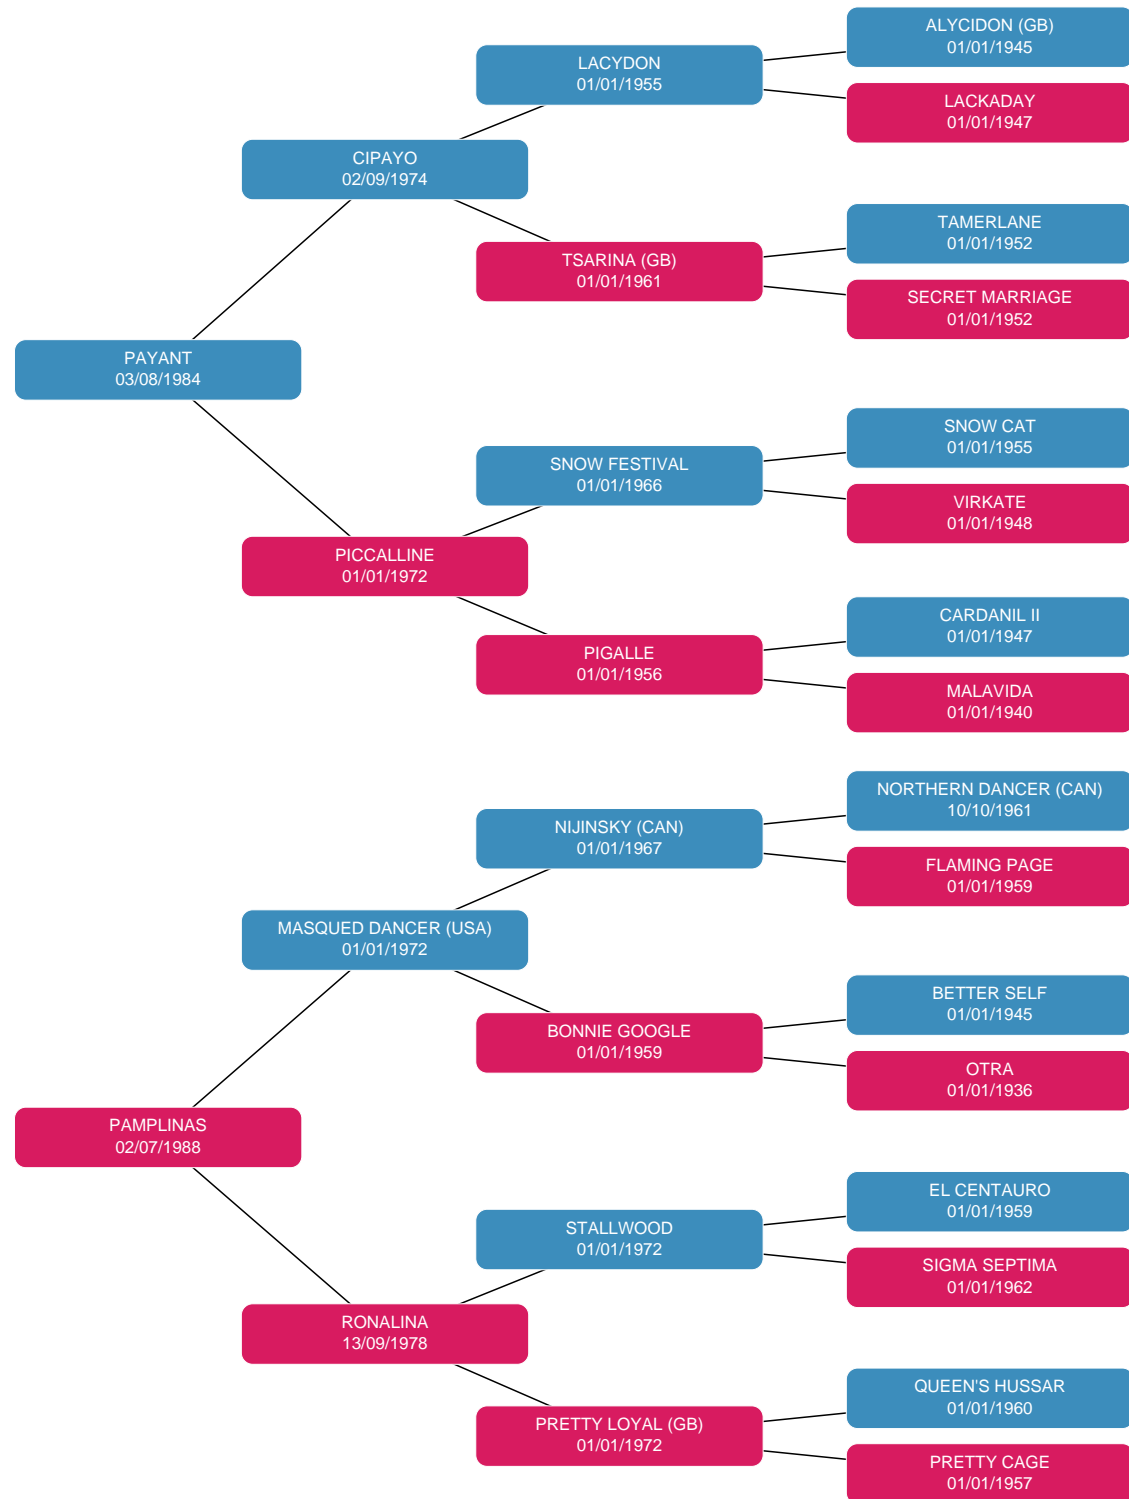 ALYCIDON (GB)
01/01/1945
LACYDON
01/01/1955
LACKADAY
01/01/1947
CIPAYO
02/09/1974
TAMERLANE
01/01/1952
TSARINA (GB)
01/01/1961
SECRET MARRIAGE
01/01/1952
PAYANT
03/08/1984
SNOW CAT
01/01/1955
SNOW FESTIVAL
01/01/1966
VIRKATE
01/01/1948
PICCALLINE
01/01/1972
CARDANIL II
01/01/1947
PIGALLE
01/01/1956
MALAVIDA
01/01/1940
NORTHERN DANCER (CAN)
10/10/1961
NIJINSKY (CAN)
01/01/1967
FLAMING PAGE
01/01/1959
MASQUED DANCER (USA)
01/01/1972
BETTER SELF
01/01/1945
BONNIE GOOGLE
01/01/1959
OTRA
01/01/1936
PAMPLINAS
02/07/1988
EL CENTAURO
01/01/1959
STALLWOOD
01/01/1972
SIGMA SEPTIMA
01/01/1962
RONALINA
13/09/1978
QUEEN'S HUSSAR
01/01/1960
PRETTY LOYAL (GB)
01/01/1972
PRETTY CAGE
01/01/1957